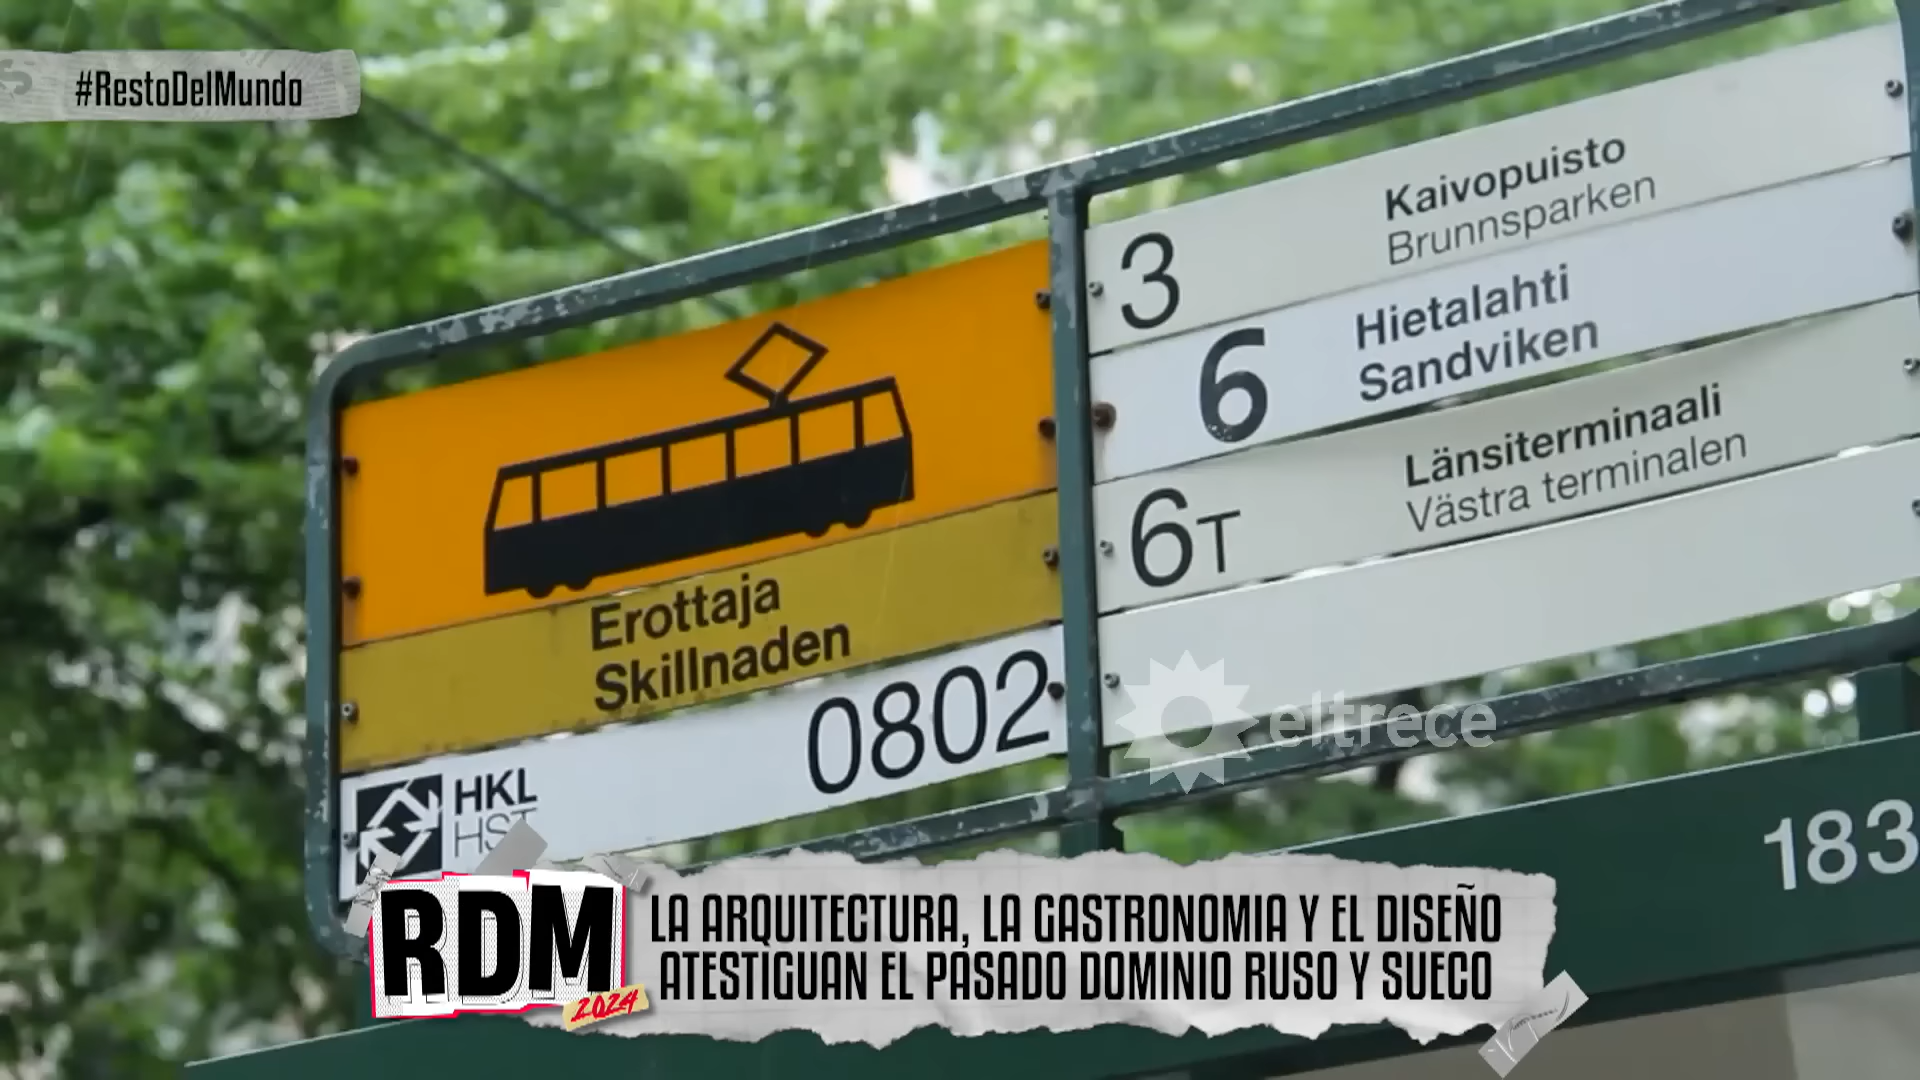 #RestoDelMundo
3
Kaivopuisto
Brunnsparken
6
Hietalahti
Sandviken
6T
Länsiterminaali
Västra terminalen
Erottaja
Skillnaden
0802
HKL
HST
eltrece
183
RDM
2024
LA ARQUITECTURA, LA GASTRONOMIA Y EL DISEÑO
ATESTIGUAN EL PASADO DOMINIO RUSO Y SUECO